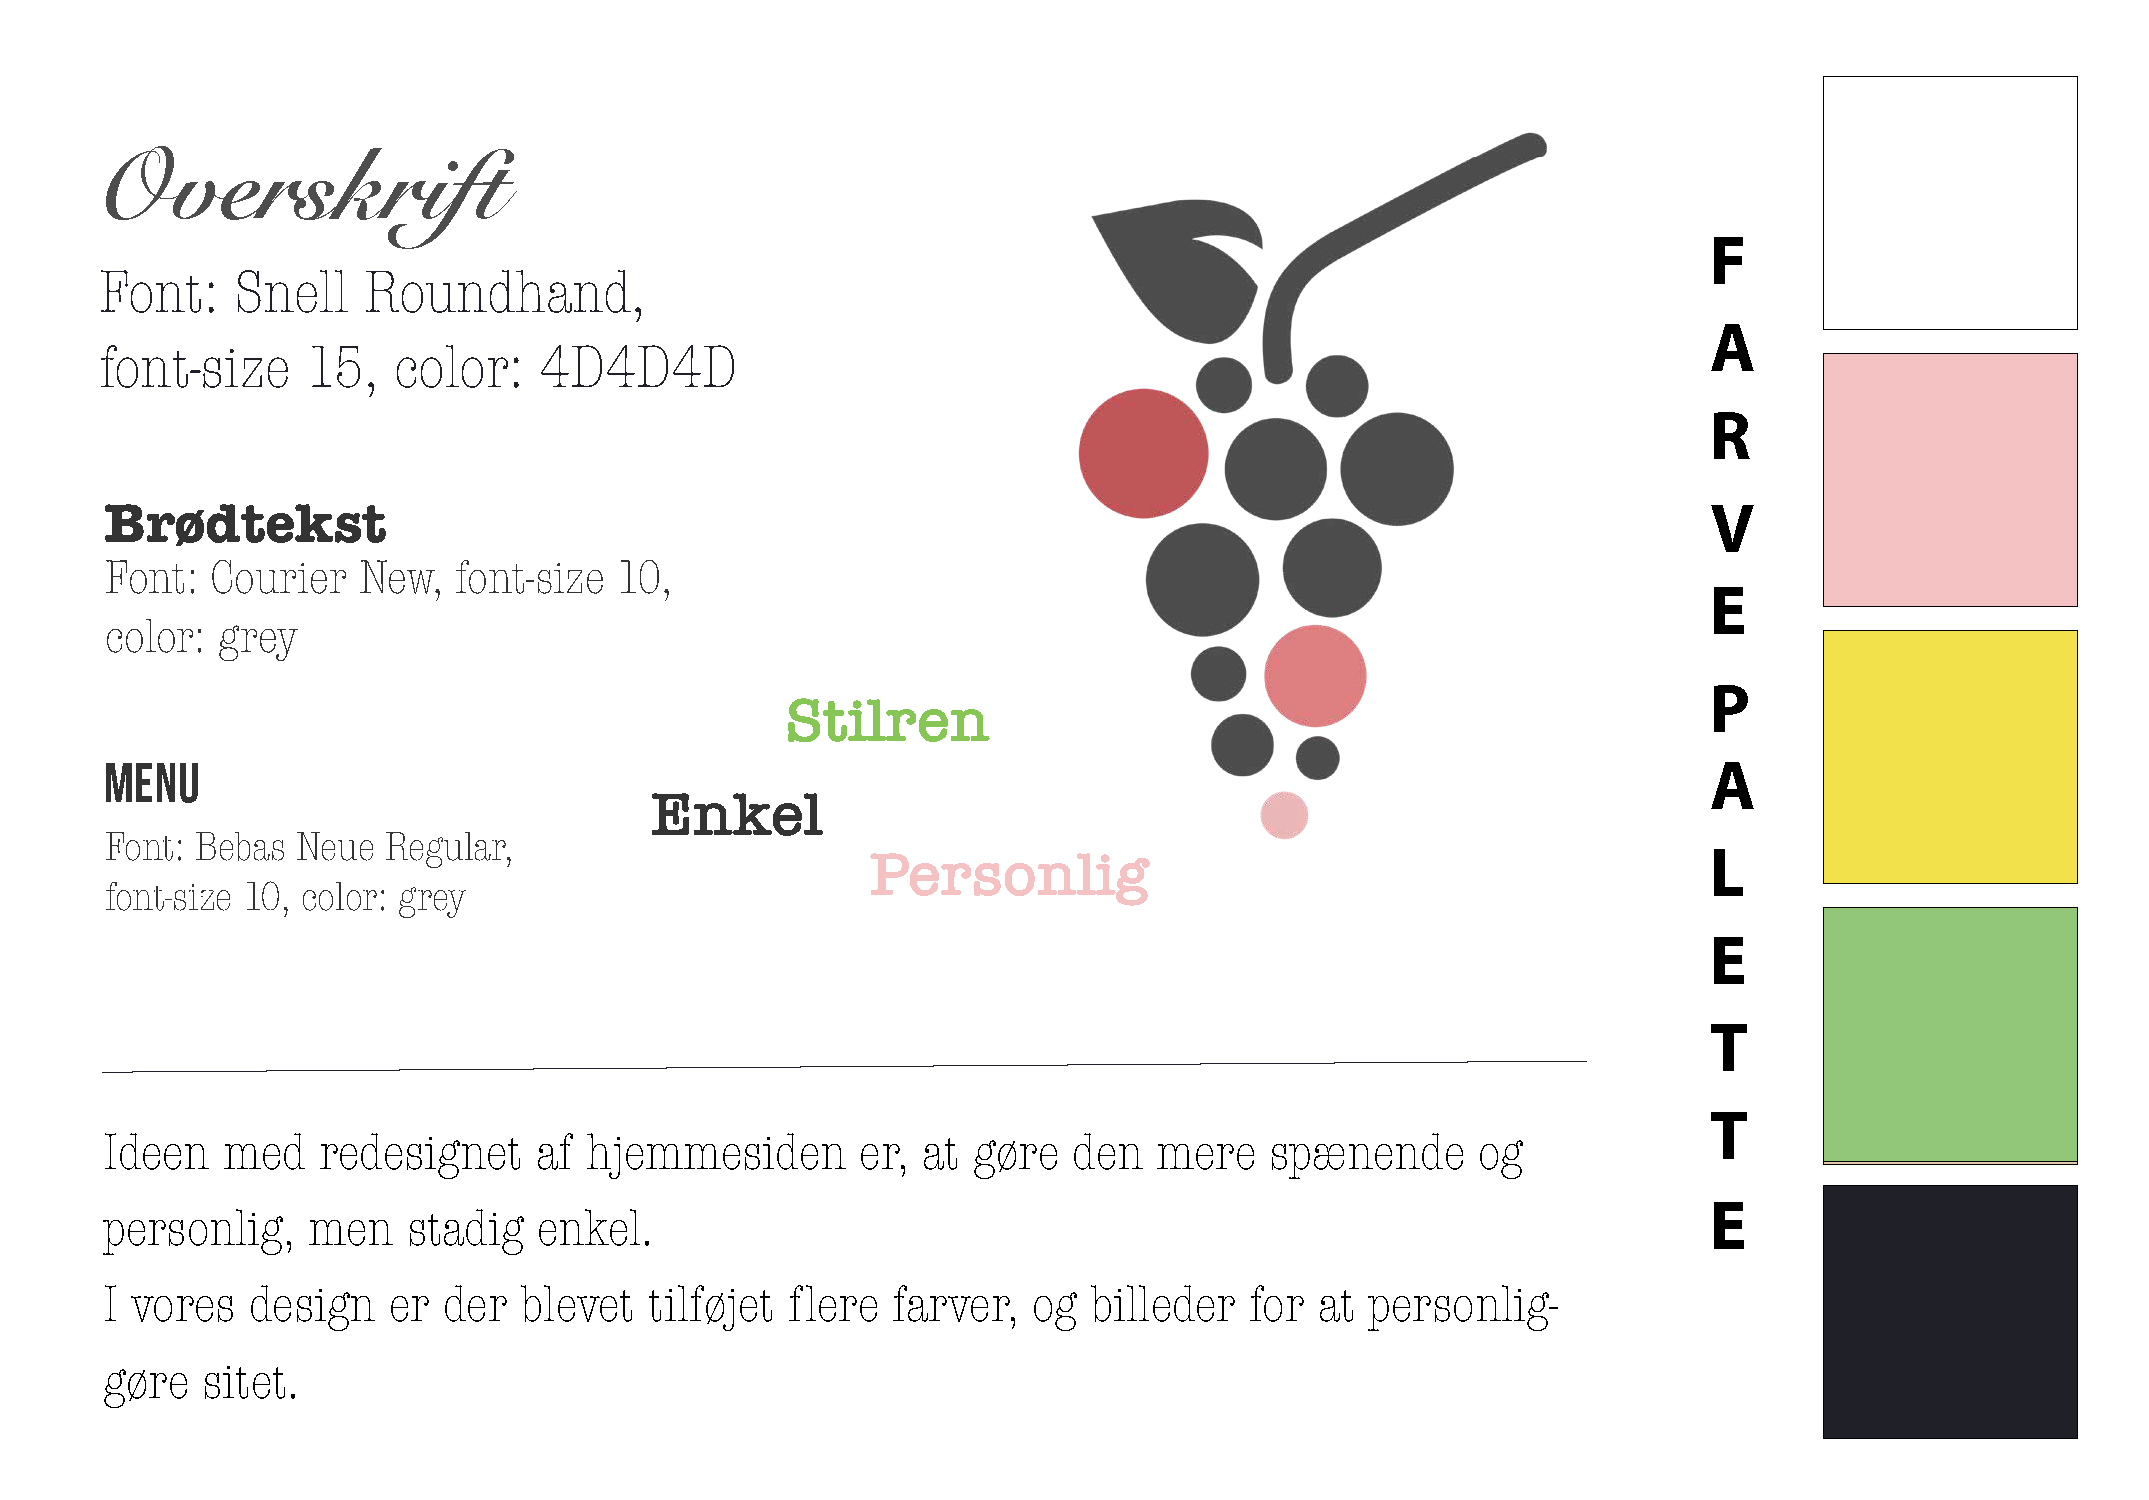 Overskrift
Font: Snell Roundhand,
font-size 15, color: 4D4D4D
Brødtekst
Font: Courier New, font-size 10,
color: grey
Stilren
MENU
Enkel
Font: Bebas Neue Regular,
font-size 10, color: grey
Personlig
Ideen med redesignet af hjemmesiden er, at gøre den mere spænende og
personlig, men stadig enkel.
I vores design er der blevet tilføjet flere farver, og billeder for at personlig-
gøre sitet.
FARVEPALETTE